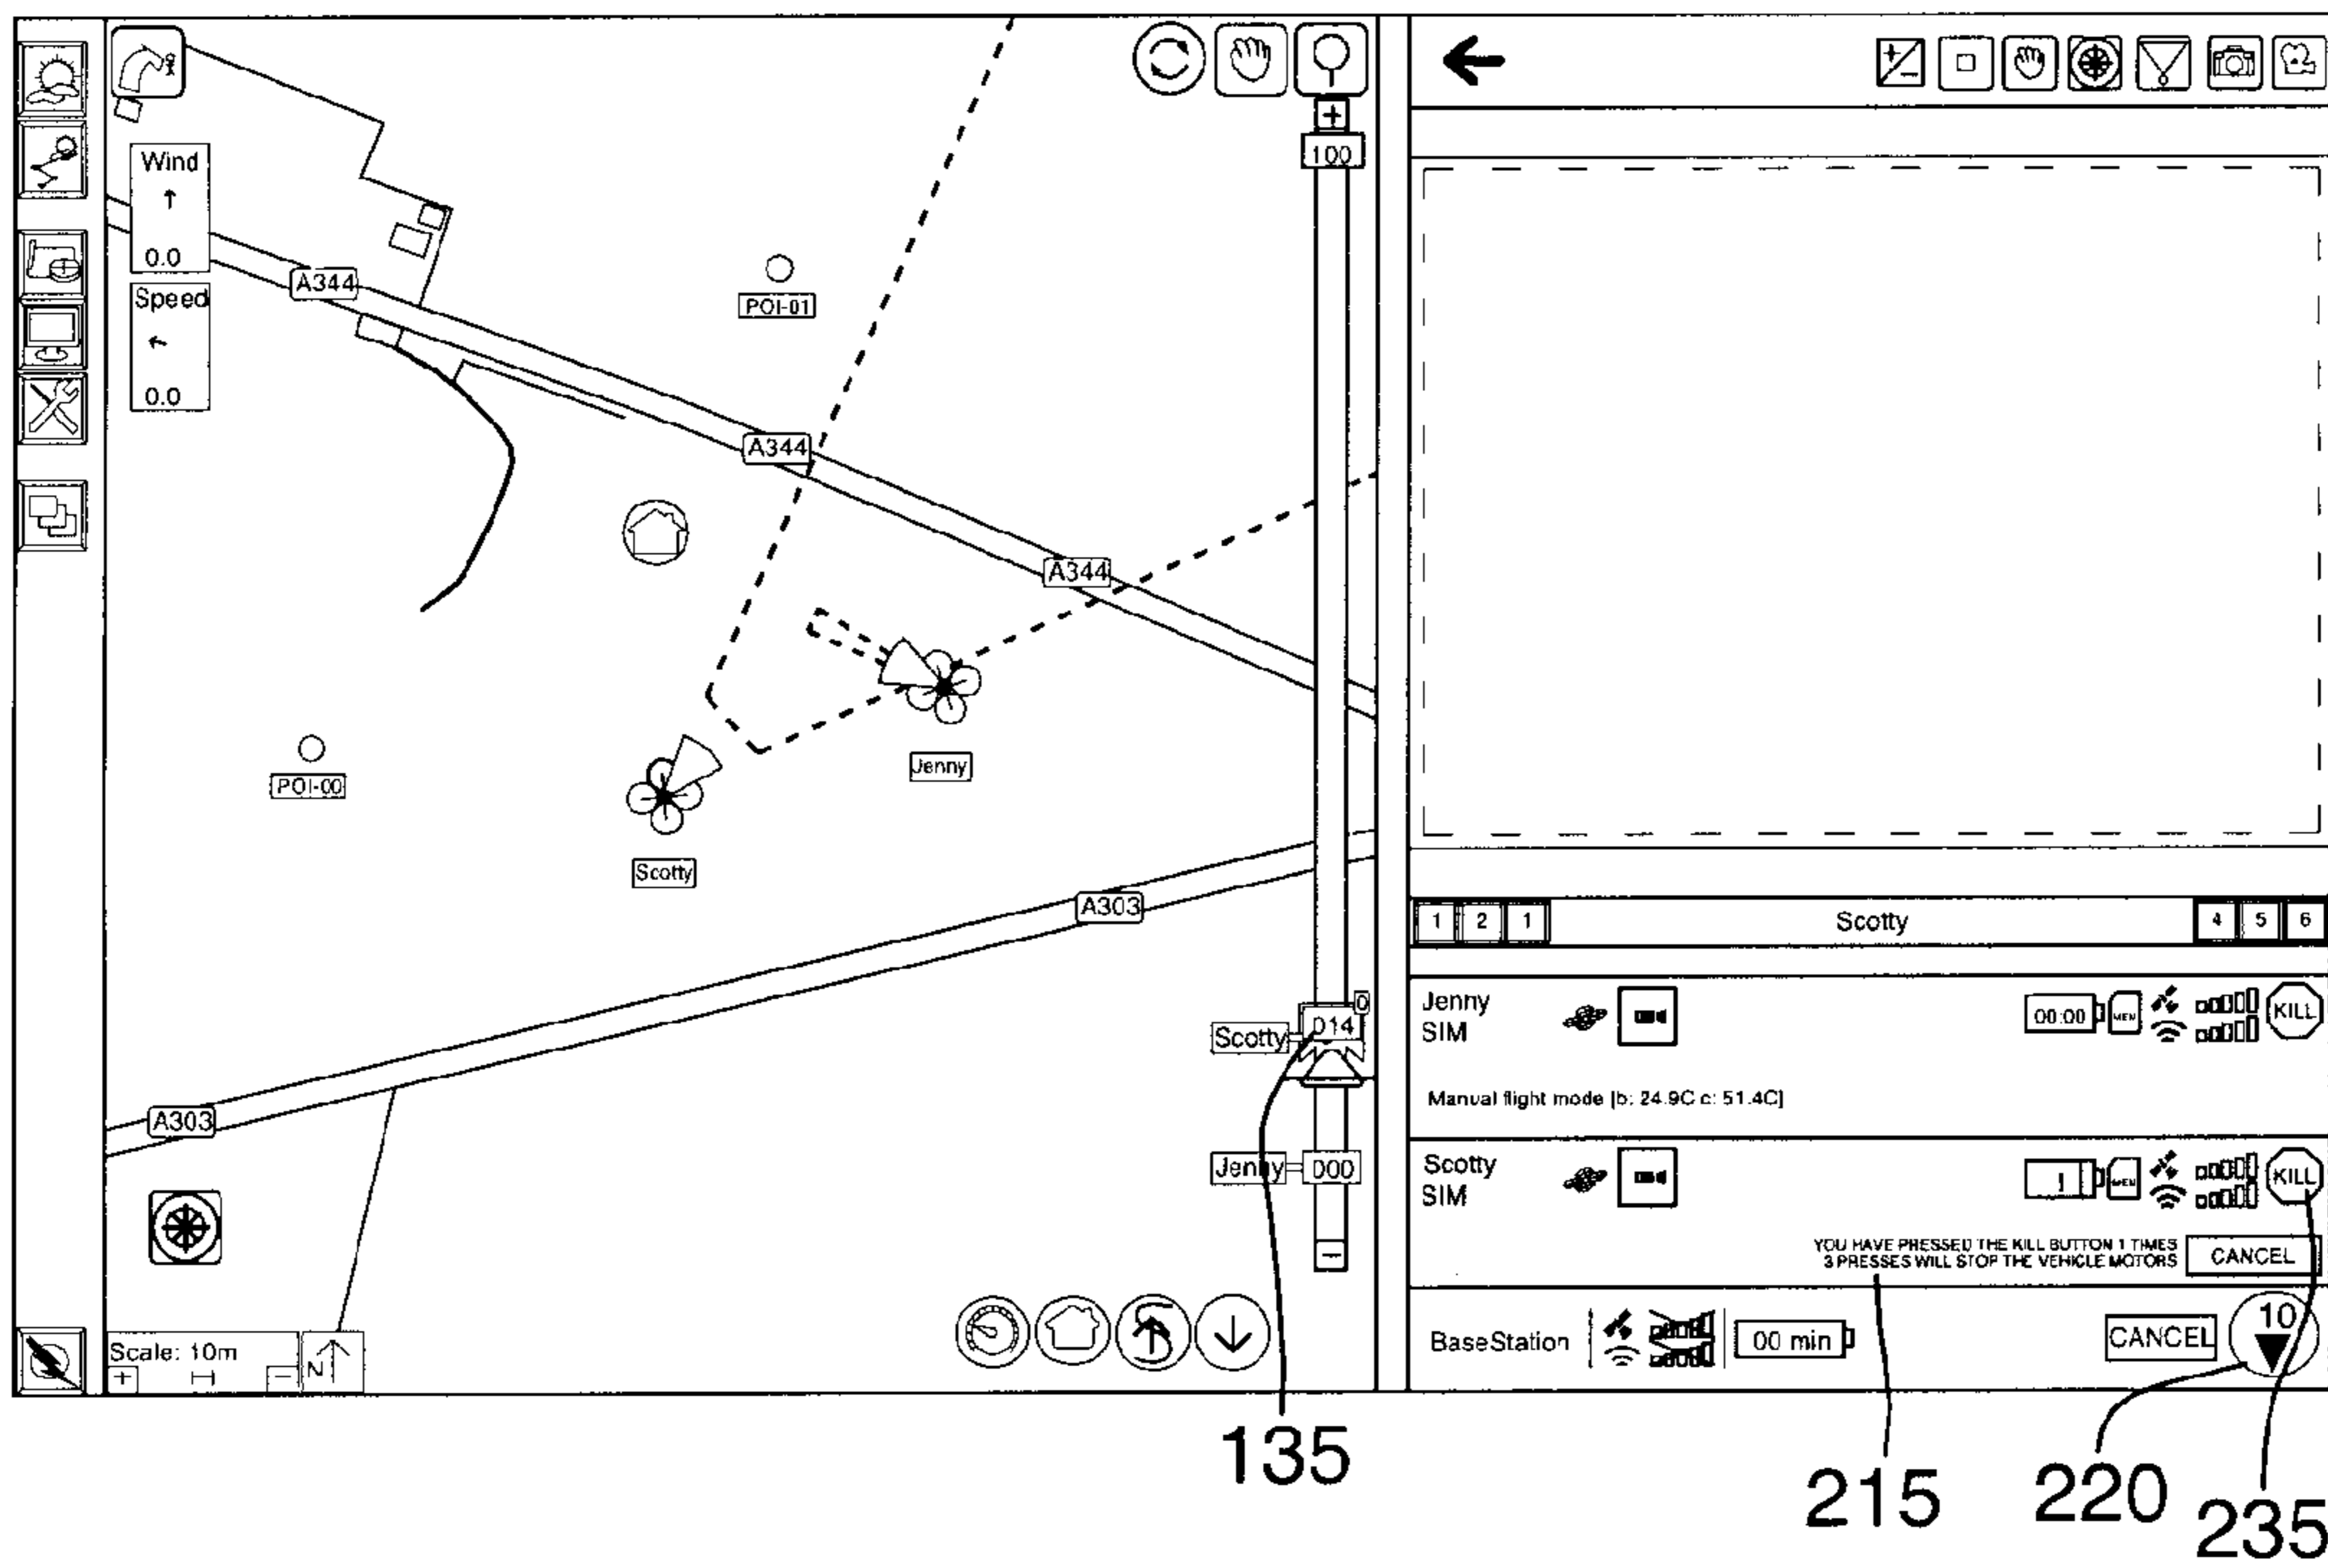 Wind
0.0
Speed
0.0
A344
POI-01
A344
A344
POI-00
Jenny
Scotty
A303
A303
+
100
0
Scotty
014
Jenny
000
−
Scale: 10m
+
−
N
+
−
1 2 1 Scotty 4 5 6
Jenny
SIM
00:00
MEM
KILL
Manual flight mode [b: 24.9C c: 51.4C]
Scotty
SIM
!
MEM
KILL
YOU HAVE PRESSED THE KILL BUTTON 1 TIMES
3 PRESSES WILL STOP THE VEHICLE MOTORS
CANCEL
BaseStation
00 min
CANCEL
10
135
215
220
235